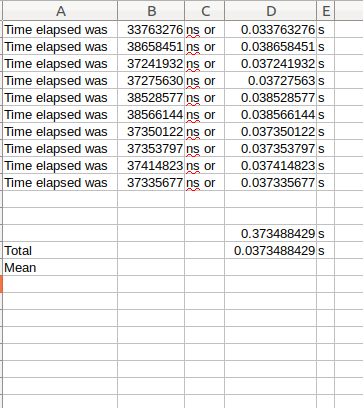 A B C D E
Time elapsed was 33763276 ns or 0.033763276 s
Time elapsed was 38658451 ns or 0.038658451 s
Time elapsed was 37241932 ns or 0.037241932 s
Time elapsed was 37275630 ns or 0.03727563 s
Time elapsed was 38528577 ns or 0.038528577 s
Time elapsed was 38566144 ns or 0.038566144 s
Time elapsed was 37350122 ns or 0.037350122 s
Time elapsed was 37353797 ns or 0.037353797 s
Time elapsed was 37414823 ns or 0.037414823 s
Time elapsed was 37335677 ns or 0.037335677 s
0.373488429 s
Total 0.0373488429 s
Mean